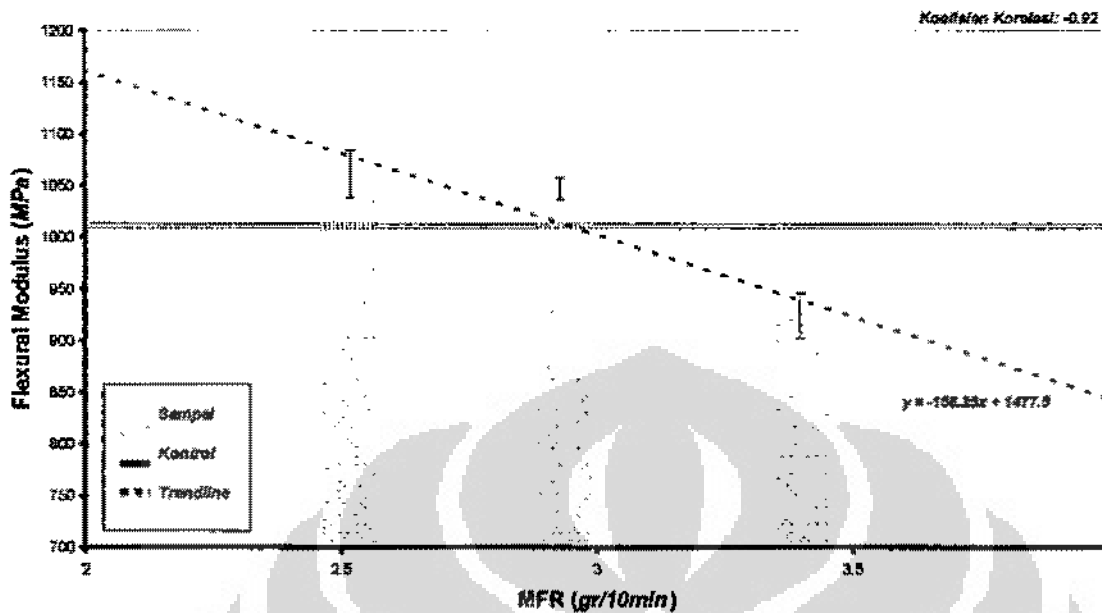 Koefisien Korelasi: -0.92
1200
1150
1100
1050
1000
950
900
850
800
750
700
Flexural Modulus (MPa)
Sampel
Kontrol
Trendline
2
2.5
3
3.5
MFR (gr/10min)